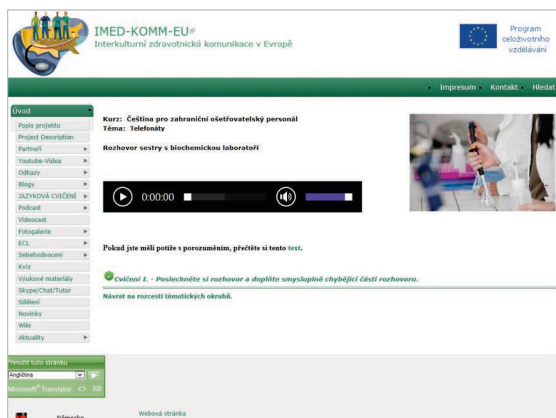 IMED-KOMM-EU
Interkulturní zdravotnická komunikace v Evropě
Program
celoživotního
vzdělávání
Impresum
Kontakt
Hledat
Úvod
Popis projektu
Project Description
Partneři
Youtube-Videa
Odkazy
Blogy
JAZYKOVÁ CVIČENÍ
Podcast
Videocast
Fotogalerie
ECL
Sebehodnocení
Kvíz
Výukové materiály
Skype/Chat/Tutor
Sdělení
Novinky
Wiki
Aktuality
Kurz: Čeština pro zahraniční ošetřovatelský personál
Téma: Telefonáty
Rozhovor sestry s biochemickou laboratoří
0:00:00
Pokud jste měli potíže s porozuměním, přečtěte si tento text.
Cvičení 1. - Poslechněte si rozhovor a doplňte smysluplně chybějící části rozhovoru.
Návrat na rozcestí tématických okruhů.
Přeložit tuto stránku
Angličtina
Microsoft® Translator
Německo
Webová stránka